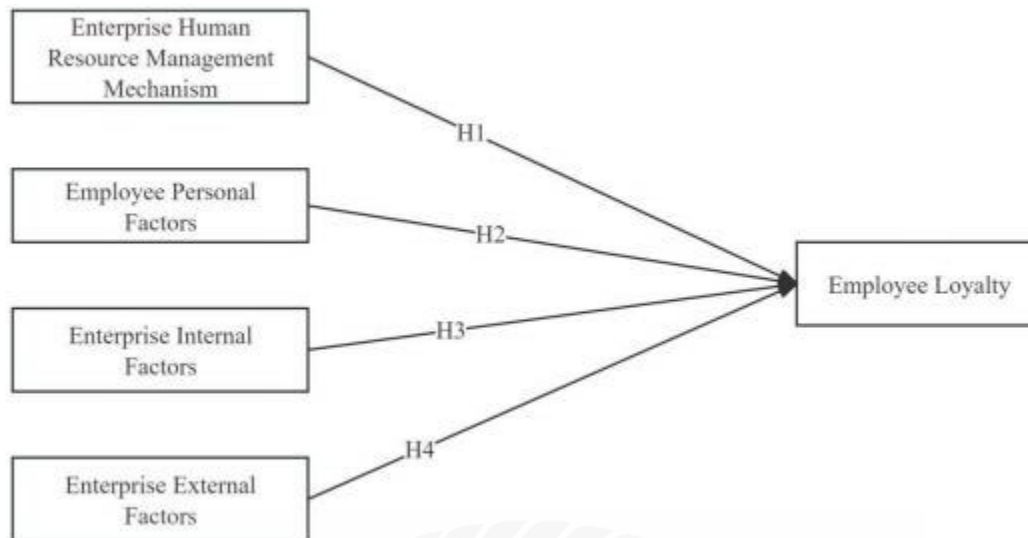 Enterprise Human
Resource Management
Mechanism
H1
Employee Personal
Factors
H2
Employee Loyalty
Enterprise Internal
Factors
H3
H4
Enterprise External
Factors